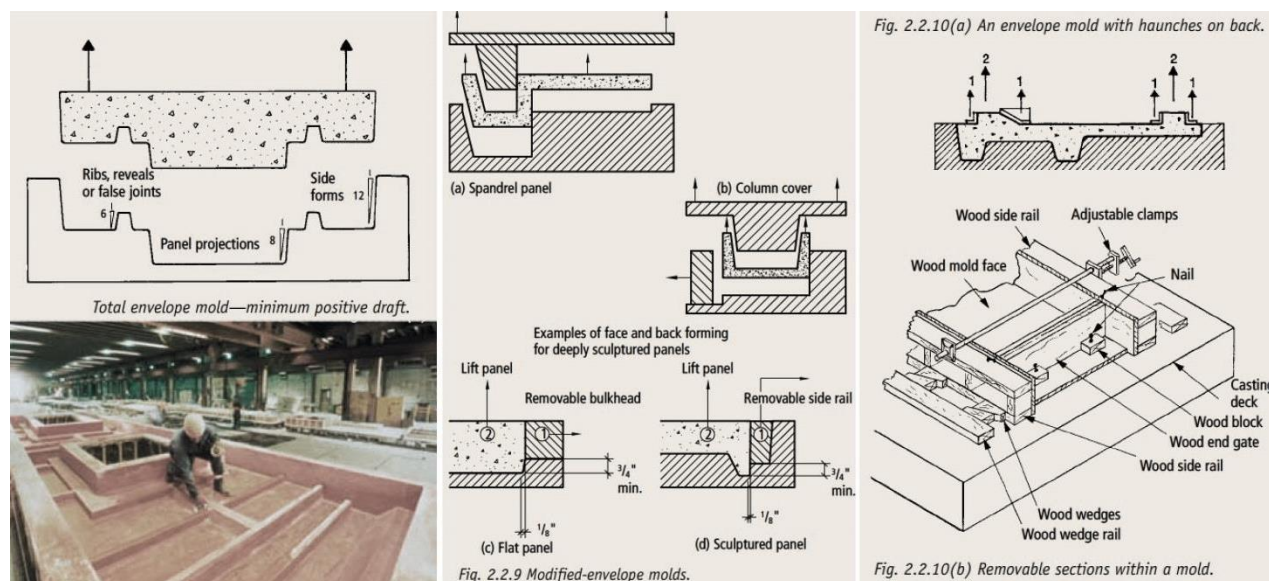 Ribs, reveals
or false joints
6
1
Side
forms
12
1
Panel projections
8
1
Total envelope mold—minimum positive draft.
(a) Spandrel panel
(b) Column cover
Examples of face and back forming
for deeply sculptured panels
Lift panel
Removable bulkhead
2
1
3/4"
min.
1/8"
(c) Flat panel
Lift panel
Removable side rail
2
1
3/4"
min.
1/8"
(d) Sculptured panel
Fig. 2.2.9 Modified-envelope molds.
Fig. 2.2.10(a) An envelope mold with haunches on back.
1
2
1
1
2
1
Wood side rail
Adjustable clamps
Wood mold face
Nail
Casting
deck
Wood block
Wood end gate
Wood side rail
Wood wedges
Wood wedge rail
Fig. 2.2.10(b) Removable sections within a mold.